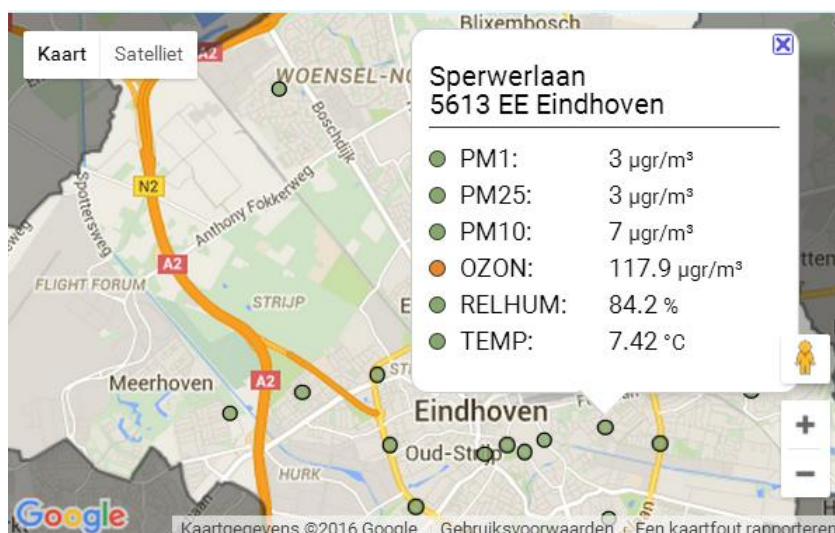 Kaart Satelliet
A2
Blixembosch
WOENSEL-NO
Boschdijk
Sperwerlaan
5613 EE Eindhoven
PM1: 3 µgr/m³
PM25: 3 µgr/m³
PM10: 7 µgr/m³
OZON: 117.9 µgr/m³
RELHUM: 84.2 %
TEMP: 7.42 °C
N2
Spottersweg
Anthony Fokkerweg
A2
FLIGHT FORUM
STRIJP
Meerhoven
A2
Eindhoven
Oud-Strijp
HURK
+
−
Google
Kaartgegevens ©2016 Google Gebruiksvoorwaarden Een kaartfout rapporteren